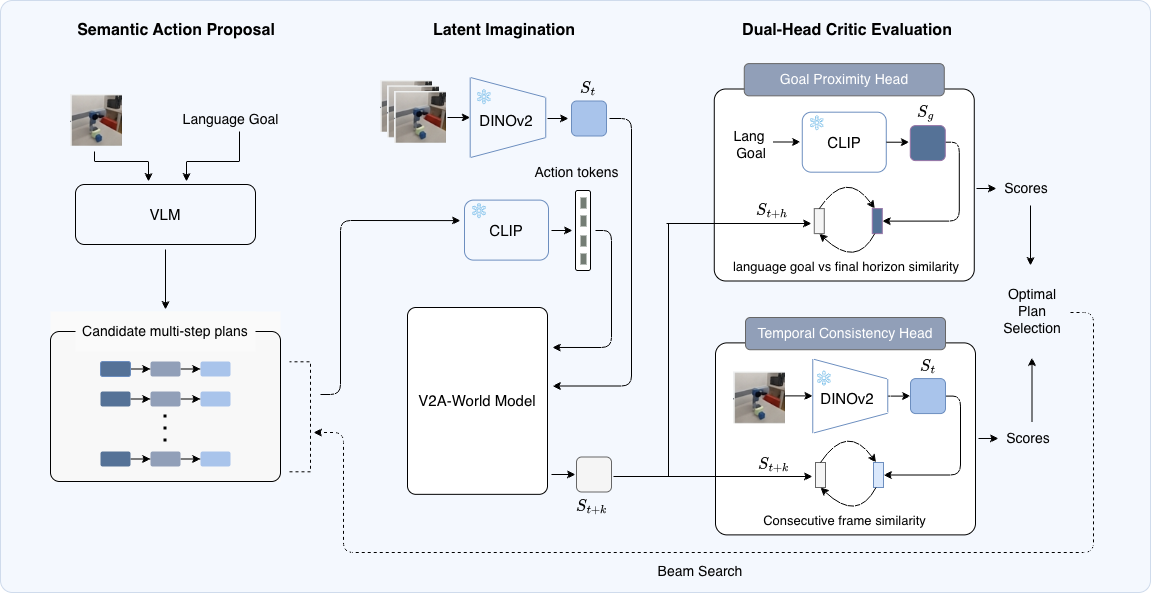 Semantic Action Proposal
Language Goal
VLM
Candidate multi-step plans
Latent Imagination
DINOv2
S_t
Action tokens
CLIP
V2A-World Model
S_{t+k}
Dual-Head Critic Evaluation
Goal Proximity Head
Lang
Goal
CLIP
S_g
S_{t+h}
language goal vs final horizon similarity
Scores
Optimal
Plan
Selection
Temporal Consistency Head
DINOv2
S_t
S_{t+k}
Consecutive frame similarity
Scores
Beam Search